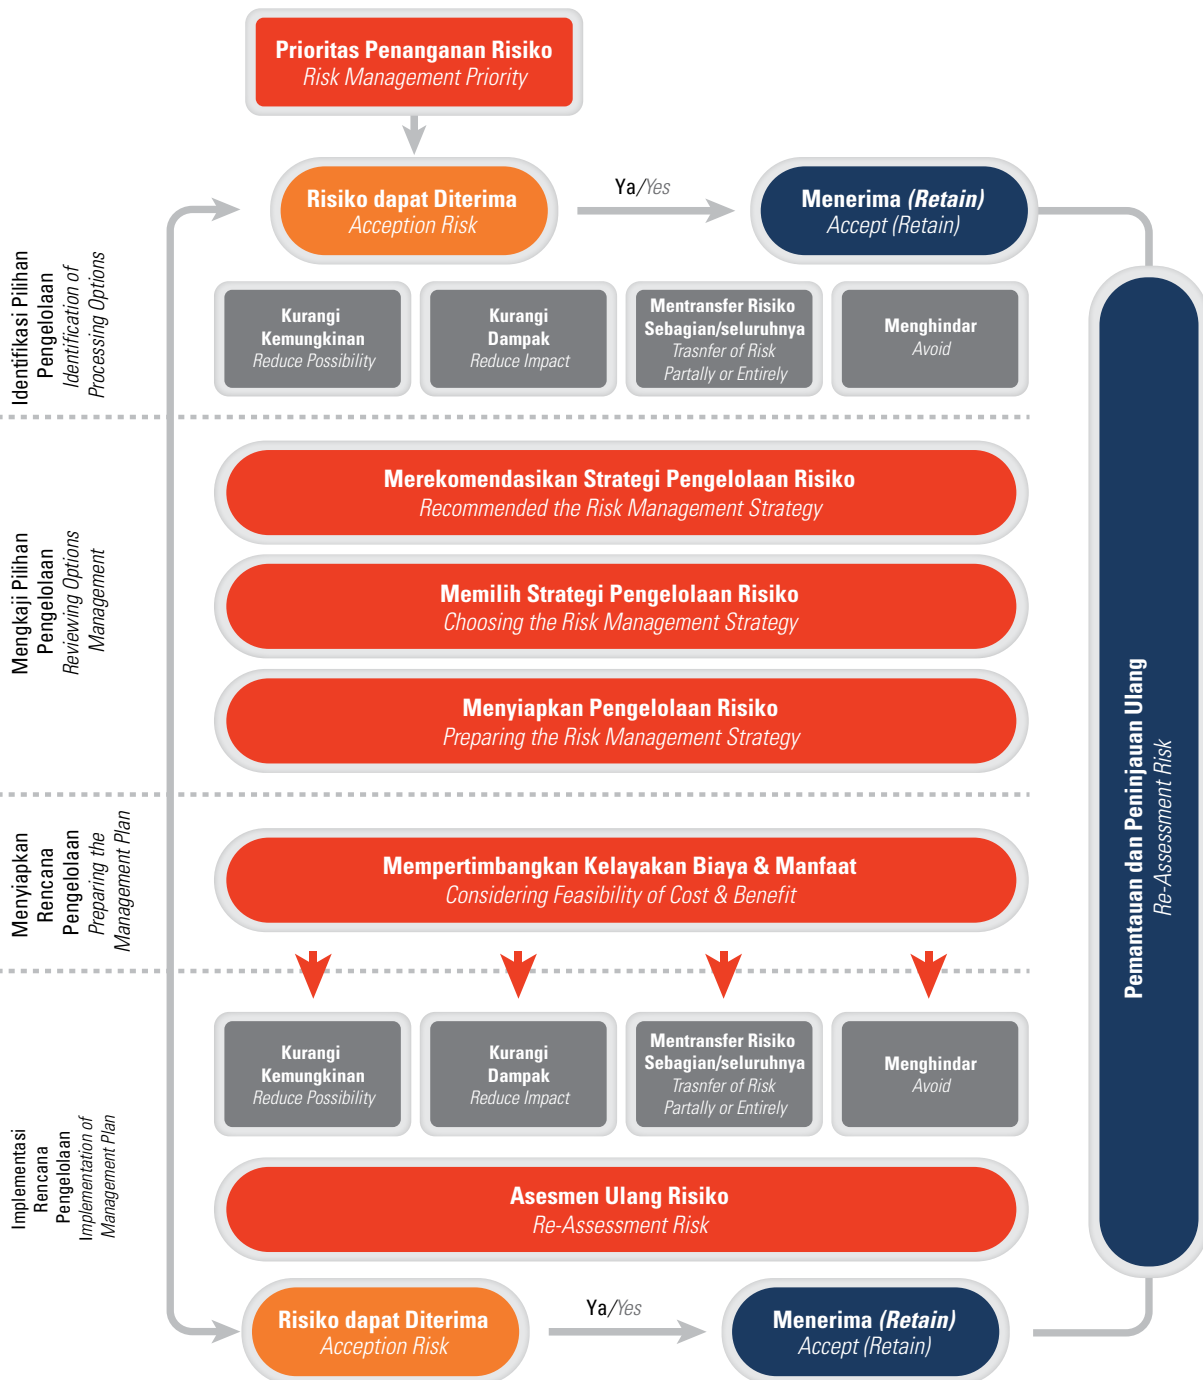 Prioritas Penanganan Risiko
Risk Management Priority
Risiko dapat Diterima
Acception Risk
Ya/Yes
Menerima (Retain)
Accept (Retain)
Identifikasi Pilihan
Pengelolaan
Identification of
Processing Options
Kurangi
Kemungkinan
Reduce Possibility
Kurangi
Dampak
Reduce Impact
Mentransfer Risiko
Sebagian/seluruhnya
Trasnfer of Risk
Partially or Entirely
Menghindar
Avoid
Mengkaji Pilihan
Pengelolaan
Reviewing Options
Management
Merekomendasikan Strategi Pengelolaan Risiko
Recommended the Risk Management Strategy
Memilih Strategi Pengelolaan Risiko
Choosing the Risk Management Strategy
Menyiapkan Pengelolaan Risiko
Preparing the Risk Management Strategy
Menyiapkan
Rencana
Pengelolaan
Preparing the
Management Plan
Mempertimbangkan Kelayakan Biaya & Manfaat
Considering Feasibility of Cost & Benefit
Implementasi
Rencana
Pengelolaan
Implementation of
Management Plan
Kurangi
Kemungkinan
Reduce Possibility
Kurangi
Dampak
Reduce Impact
Mentransfer Risiko
Sebagian/seluruhnya
Trasnfer of Risk
Partially or Entirely
Menghindar
Avoid
Asesmen Ulang Risiko
Re-Assessment Risk
Risiko dapat Diterima
Acception Risk
Ya/Yes
Menerima (Retain)
Accept (Retain)
Pemantauan dan Peninjauan Ulang
Re-Assessment Risk